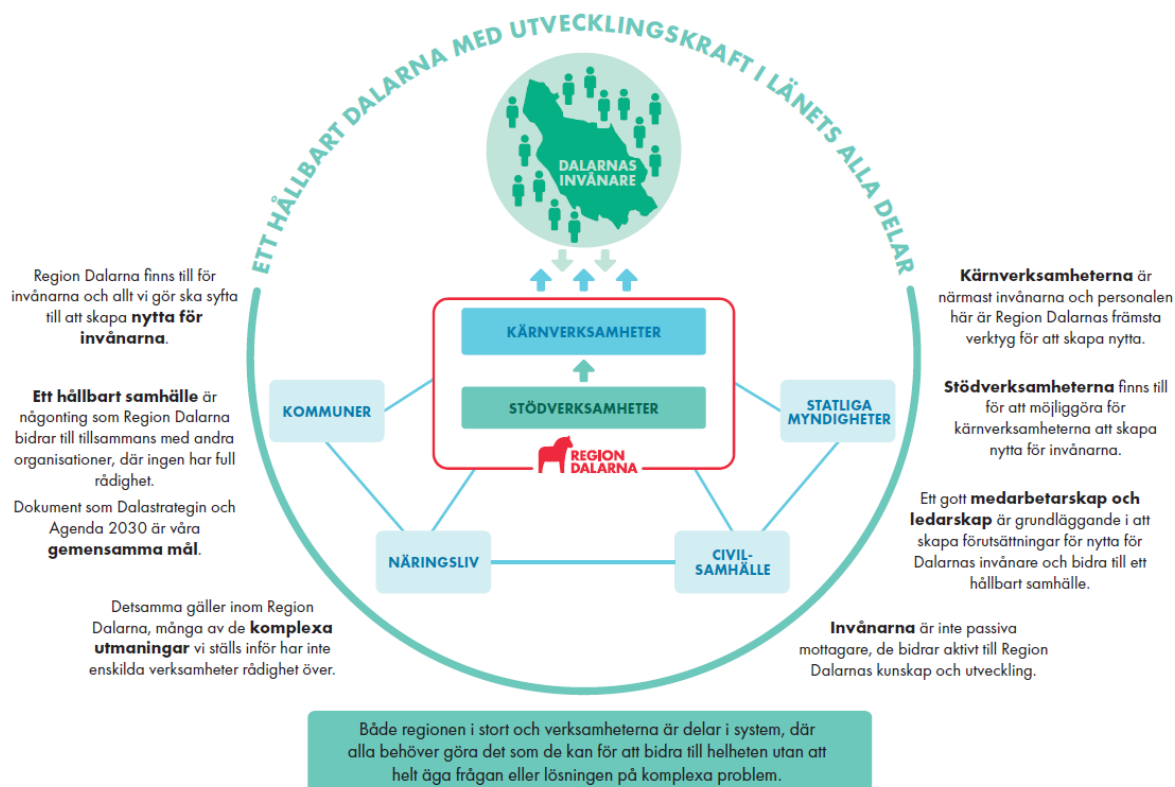 ETT HÅLLBART DALARNA MED UTVECKLINGSKRAFT I LÄNETS ALLA DELAR
DALARNAS
INVÅNARE
Region Dalarna finns till för
invånarna och allt vi gör ska syfta
till att skapa nytta för
invånarna.
Ett hållbart samhälle är
någonting som Region Dalarna
bidrar till tillsammans med andra
organisationer, där ingen har full
rådighet.
Dokument som Dalastrategin och
Agenda 2030 är våra
gemensamma mål.
Detsamma gäller inom Region
Dalarna, många av de komplexa
utmaningar vi ställs inför har inte
enskilda verksamheter rådighet över.
KÄRNVERKSAMHETER
STÖDVERKSAMHETER
REGION
DALARNA
KOMMUNER
STATLIGA
MYNDIGHETER
NÄRINGSLIV
CIVIL-
SAMHÄLLE
Kärnverksamheterna är
närmast invånarna och personalen
här är Region Dalarnas främsta
verktyg för att skapa nytta.
Stödverksamheterna finns till
för att möjliggöra för
kärnverksamheterna att skapa
nytta för invånarna.
Ett gott medarbetarskap och
ledarskap är grundläggande i att
skapa förutsättningar för nytta för
Dalarnas invånare och bidra till ett
hållbart samhälle.
Invånarna är inte passiva
mottagare, de bidrar aktivt till Region
Dalarnas kunskap och utveckling.
Både regionen i stort och verksamheterna är delar i system, där
alla behöver göra det som de kan för att bidra till helheten utan att
helt äga frågan eller lösningen på komplexa problem.